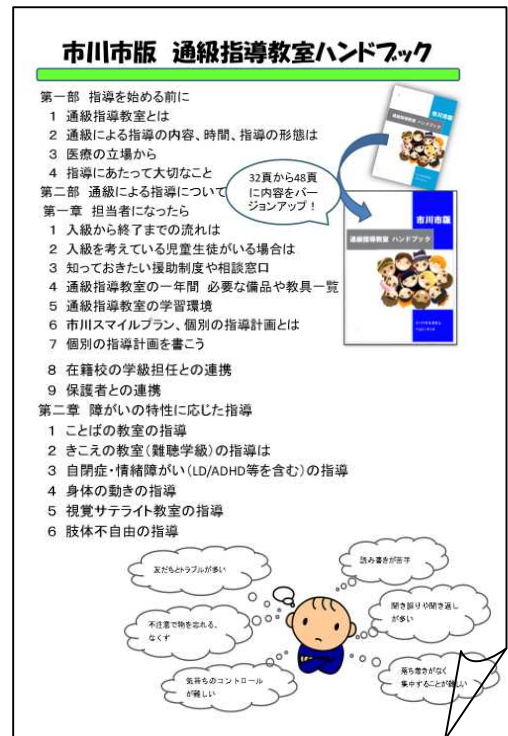 市川市版 通級指導教室ハンドブック
第一部 指導を始める前に
1 通級指導教室とは
2 通級による指導の内容、時間、指導の形態は
3 医療の立場から
4 指導にあたって大切なこと
第二部 通級による指導について
第一章 担当者になったら
1 入級から終了までの流れは
2 入級を考えている児童生徒がいる場合は
3 知っておきたい援助制度や相談窓口
4 通級指導教室の一年間 必要な備品や教具一覧
5 通級指導教室の学習環境
6 市川スマイルプラン、個別の指導計画とは
7 個別の指導計画を書こう
8 在籍校の学級担任との連携
9 保護者との連携
第二章 障がいの特性に応じた指導
1 ことばの教室の指導
2 きこえの教室(難聴学級)の指導は
3 自閉症・情緒障がい(LD/ADHD等を含む)の指導
4 身体の動きの指導
5 視覚サテライト教室の指導
6 肢体不自由の指導
32頁から48頁
に内容をバー
ジョンアップ！
通級指導教室 ハンドブック
市川市版
通級指導教室 ハンドブック
友だちとトラブルが多い
読み書きが苦手
不注意で物を忘れる、
なくす
聞き誤りや聞き返し
が多い
気持ちのコントロール
が難しい
落ち着きがなく
集中することが難しい